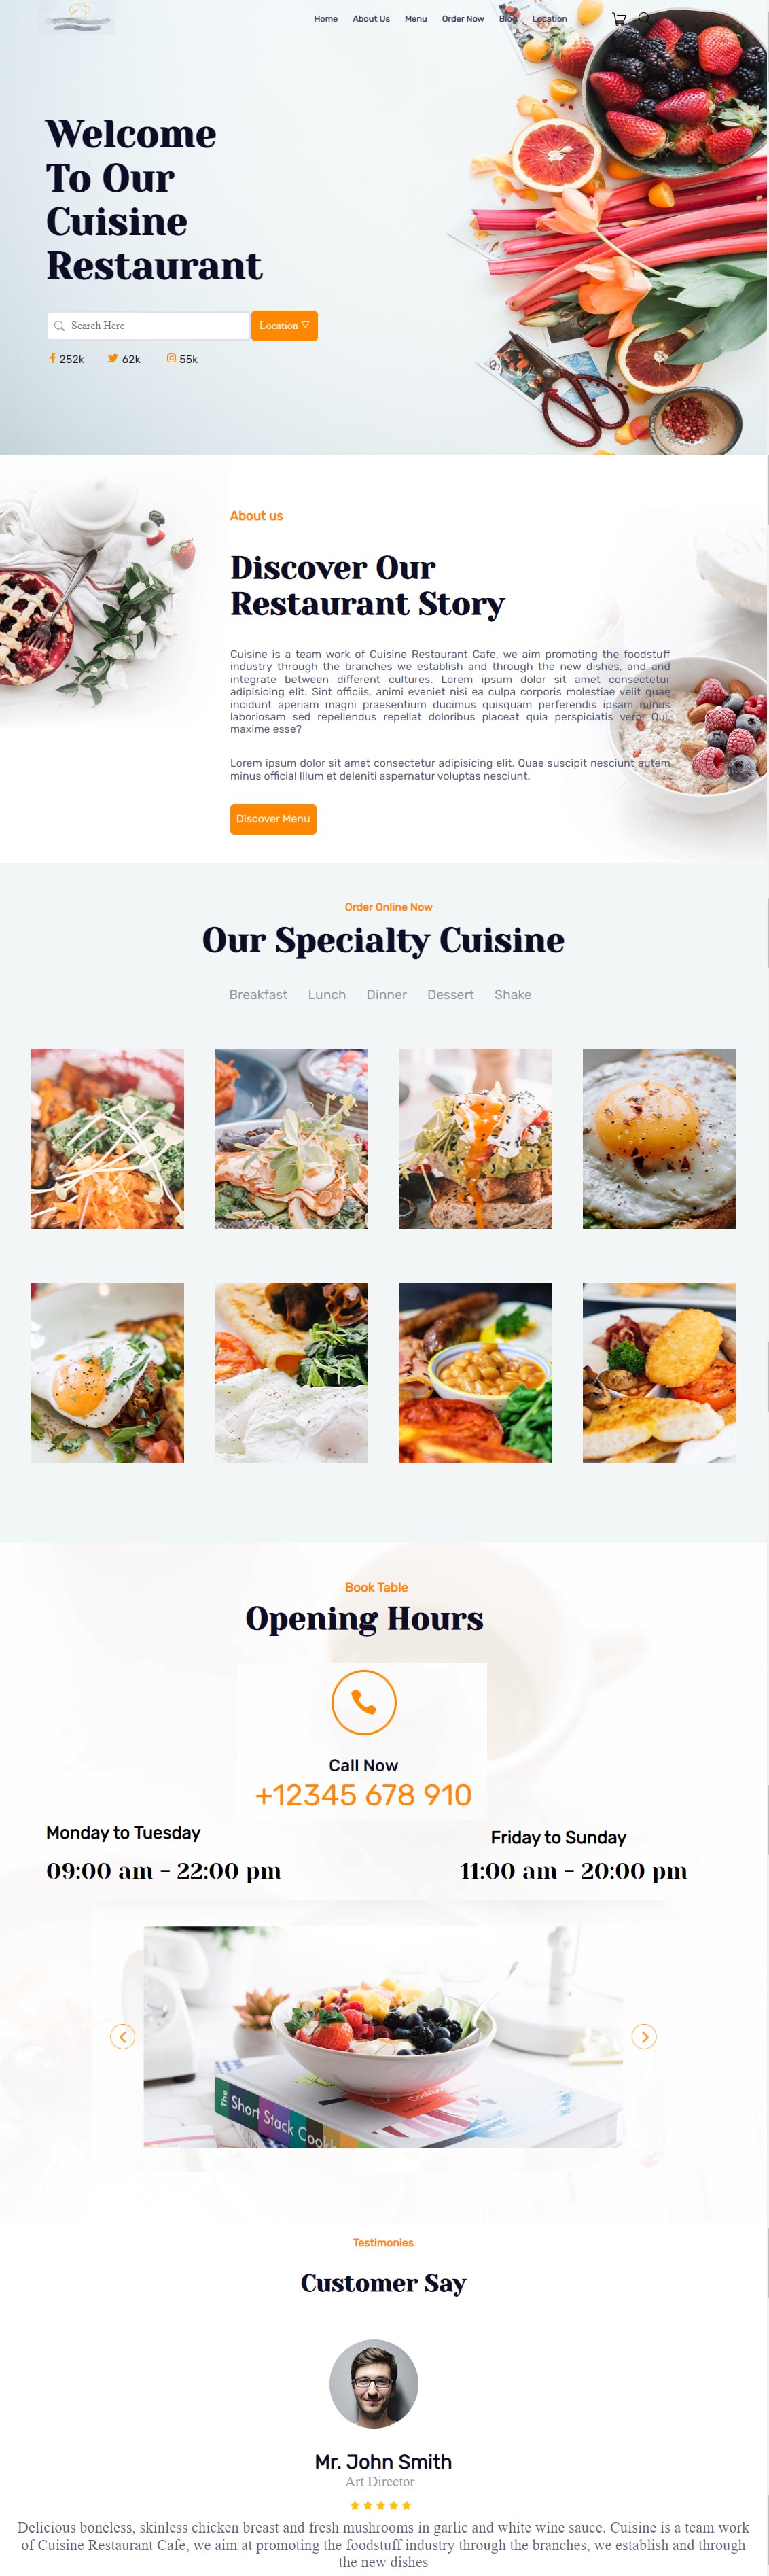 Home About Us Menu Order Now Blog Location
Welcome
To Our
Cuisine
Restaurant
Search Here
Location ▽
252k 62k 55k
About us
Discover Our
Restaurant Story
Cuisine is a team work of Cuisine Restaurant Cafe, we aim promoting the foodstuff
industry through the branches we establish and through the new dishes, and and
integrate between different cultures. Lorem ipsum dolor sit amet consectetur
adipisicing elit. Sint officiis, animi eveniet nisi ea culpa corporis molestiae velit quae
incidunt aperiam magni praesentium ducimus quisquam perferendis ipsam minus
laboriosam sed repellendus repellat doloribus placeat quia perspiciatis vero. Qui,
maxime esse?
Lorem ipsum dolor sit amet consectetur adipisicing elit. Quae suscipit nesciunt autem
minus officia! Illum et deleniti aspernatur voluptas nesciunt.
Discover Menu
Order Online Now
Our Specialty Cuisine
Breakfast Lunch Dinner Dessert Shake
Book Table
Opening Hours
Call Now
+12345 678 910
Monday to Tuesday
09:00 am - 22:00 pm
Friday to Sunday
11:00 am - 20:00 pm
The Short Stack Cookb
Testimonies
Customer Say
Mr. John Smith
Art Director
Delicious boneless, skinless chicken breast and fresh mushrooms in garlic and white wine sauce. Cuisine is a team work
of Cuisine Restaurant Cafe, we aim at promoting the foodstuff industry through the branches, we establish and through
the new dishes